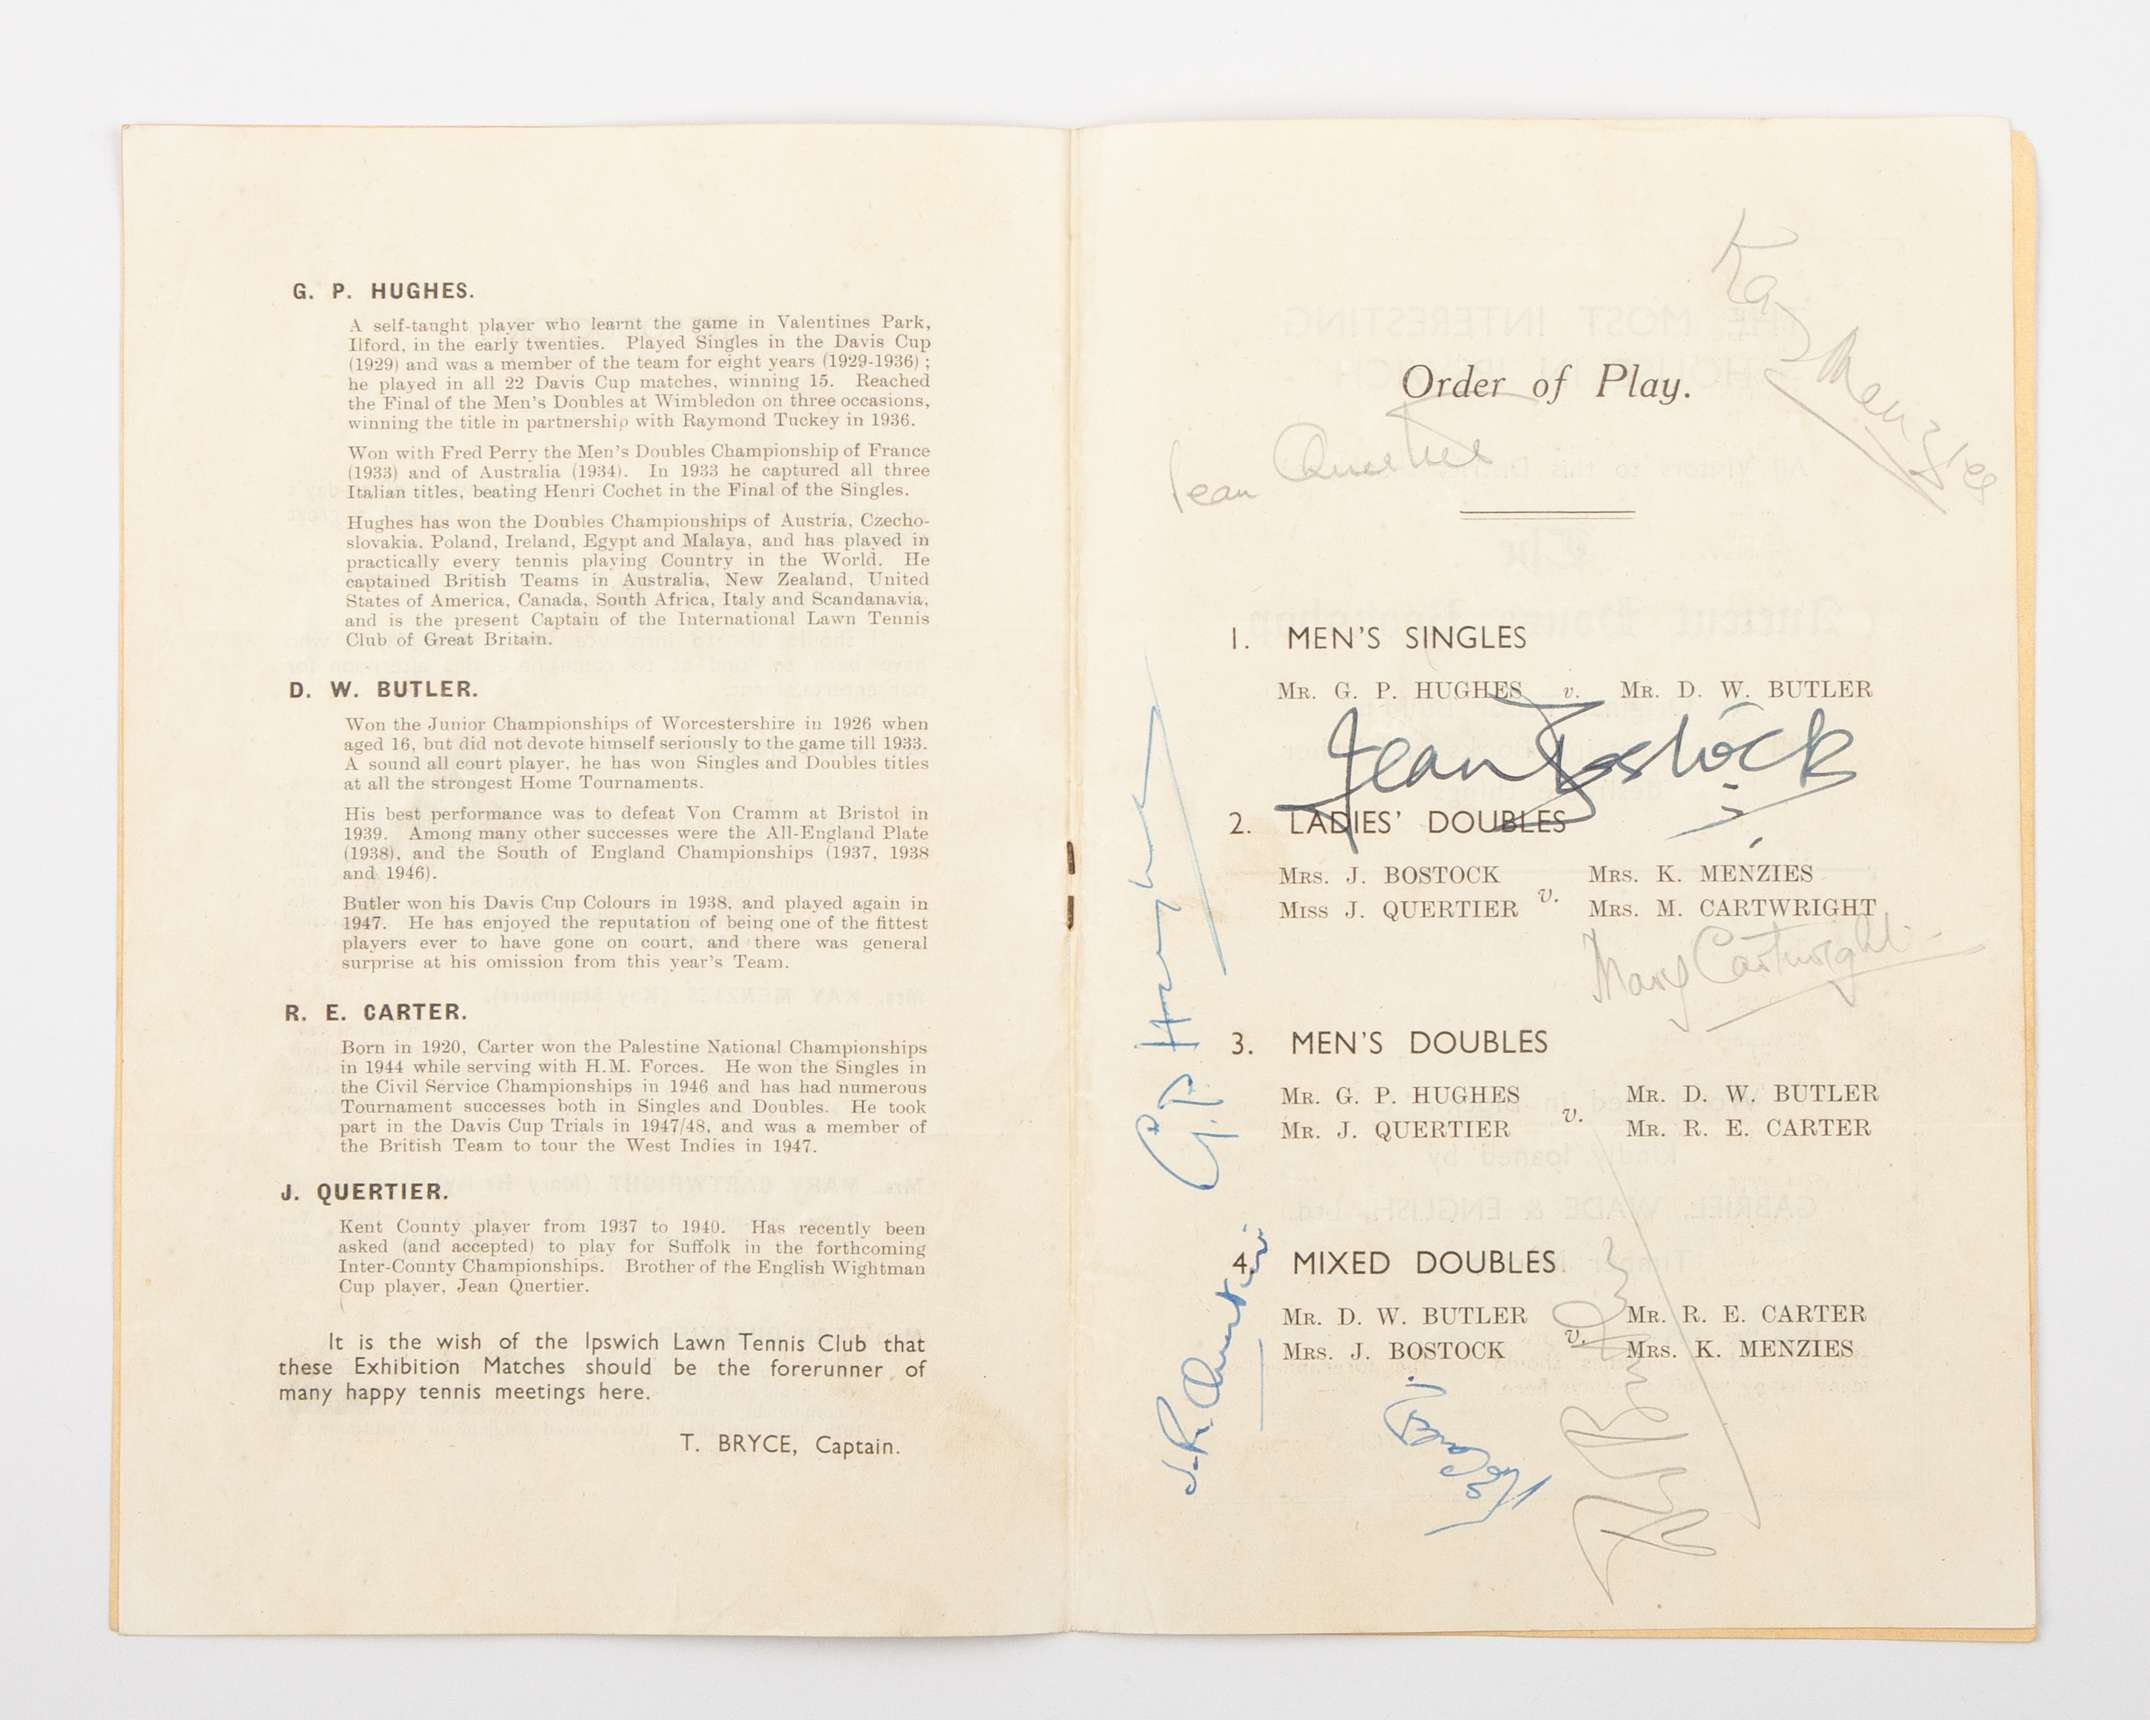 G. P. HUGHES.
A self-taught player who learnt the game in Valentines Park,
Ilford, in the early twenties. Played Singles in the Davis Cup
(1929) and was a member of the team for eight years (1929-1936) ;
he played in all 22 Davis Cup matches, winning 15. Reached
the Final of the Men's Doubles at Wimbledon on three occasions,
winning the title in partnership with Raymond Tuckey in 1936.
Won with Fred Perry the Men's Doubles Championship of France
(1933) and of Australia (1934). In 1933 he captured all three
Italian titles, beating Henri Cochet in the Final of the Singles.
Hughes has won the Doubles Championships of Austria, Czecho-
slovakia, Poland, Ireland, Egypt and Malaya, and has played in
practically every tennis playing Country in the World. He
captained British Teams in Australia, New Zealand, United
States of America, Canada, South Africa, Italy and Scandanavia,
and is the present Captain of the International Lawn Tennis
Club of Great Britain.
D. W. BUTLER.
Won the Junior Championships of Worcestershire in 1926 when
aged 16, but did not devote himself seriously to the game till 1933.
A sound all court player, he has won Singles and Doubles titles
at all the strongest Home Tournaments.
His best performance was to defeat Von Cramm at Bristol in
1939. Among many other successes were the All-England Plate
(1938), and the South of England Championships (1937, 1938
and 1946).
Butler won his Davis Cup Colours in 1938, and played again in
1947. He has enjoyed the reputation of being one of the fittest
players ever to have gone on court, and there was general
surprise at his omission from this year's Team.
R. E. CARTER.
Born in 1920, Carter won the Palestine National Championships
in 1944 while serving with H.M. Forces. He won the Singles in
the Civil Service Championships in 1946 and has had numerous
Tournament successes both in Singles and Doubles. He took
part in the Davis Cup Trials in 1947/48, and was a member of
the British Team to tour the West Indies in 1947.
J. QUERTIER.
Kent County player from 1937 to 1940. Has recently been
asked (and accepted) to play for Suffolk in the forthcoming
Inter-County Championships. Brother of the English Wightman
Cup player, Jean Quertier.
It is the wish of the Ipswich Lawn Tennis Club that
these Exhibition Matches should be the forerunner of
many happy tennis meetings here.
T. BRYCE, Captain.
Kay Menzies
Order of Play.
Jean Quertier
1. MEN'S SINGLES
MR. G. P. HUGHES v. MR. D. W. BUTLER
Jean Bostock
2. LADIES' DOUBLES
MRS. J. BOSTOCK MRS. K. MENZIES
v.
MISS J. QUERTIER MRS. M. CARTWRIGHT
Mary Cartwright
G. P. Hughes
3. MEN'S DOUBLES
MR. G. P. HUGHES MR. D. W. BUTLER
v.
MR. J. QUERTIER MR. R. E. CARTER
4. MIXED DOUBLES
MR. D. W. BUTLER MR. R. E. CARTER
v.
MRS. J. BOSTOCK MRS. K. MENZIES